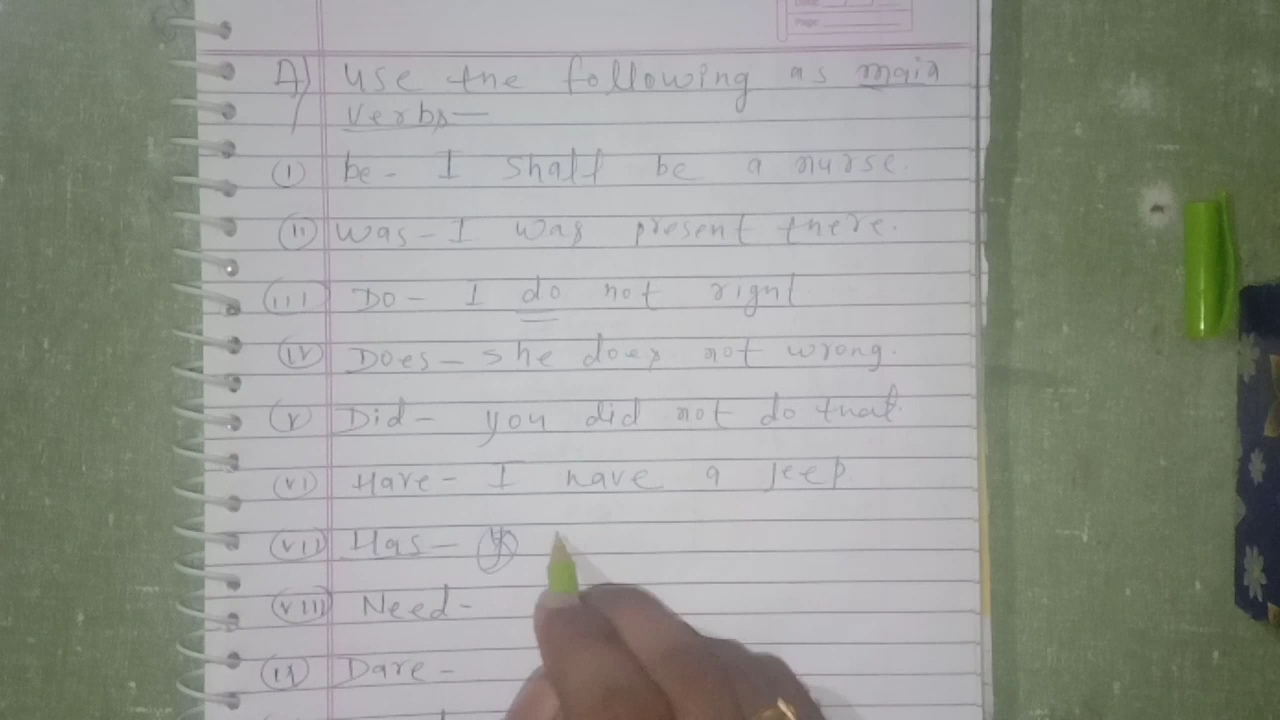 Page
A) Use the following as main
verbs—
(i) be - I shall be a nurse.
(ii) Was - I was present there.
(iii) Do - I do not right
(iv) Does - she does not wrong.
(v) Did - you did not do that.
(vi) Have - I have a jeep
(vii) Has -
(viii) Need -
(ix) Dare -